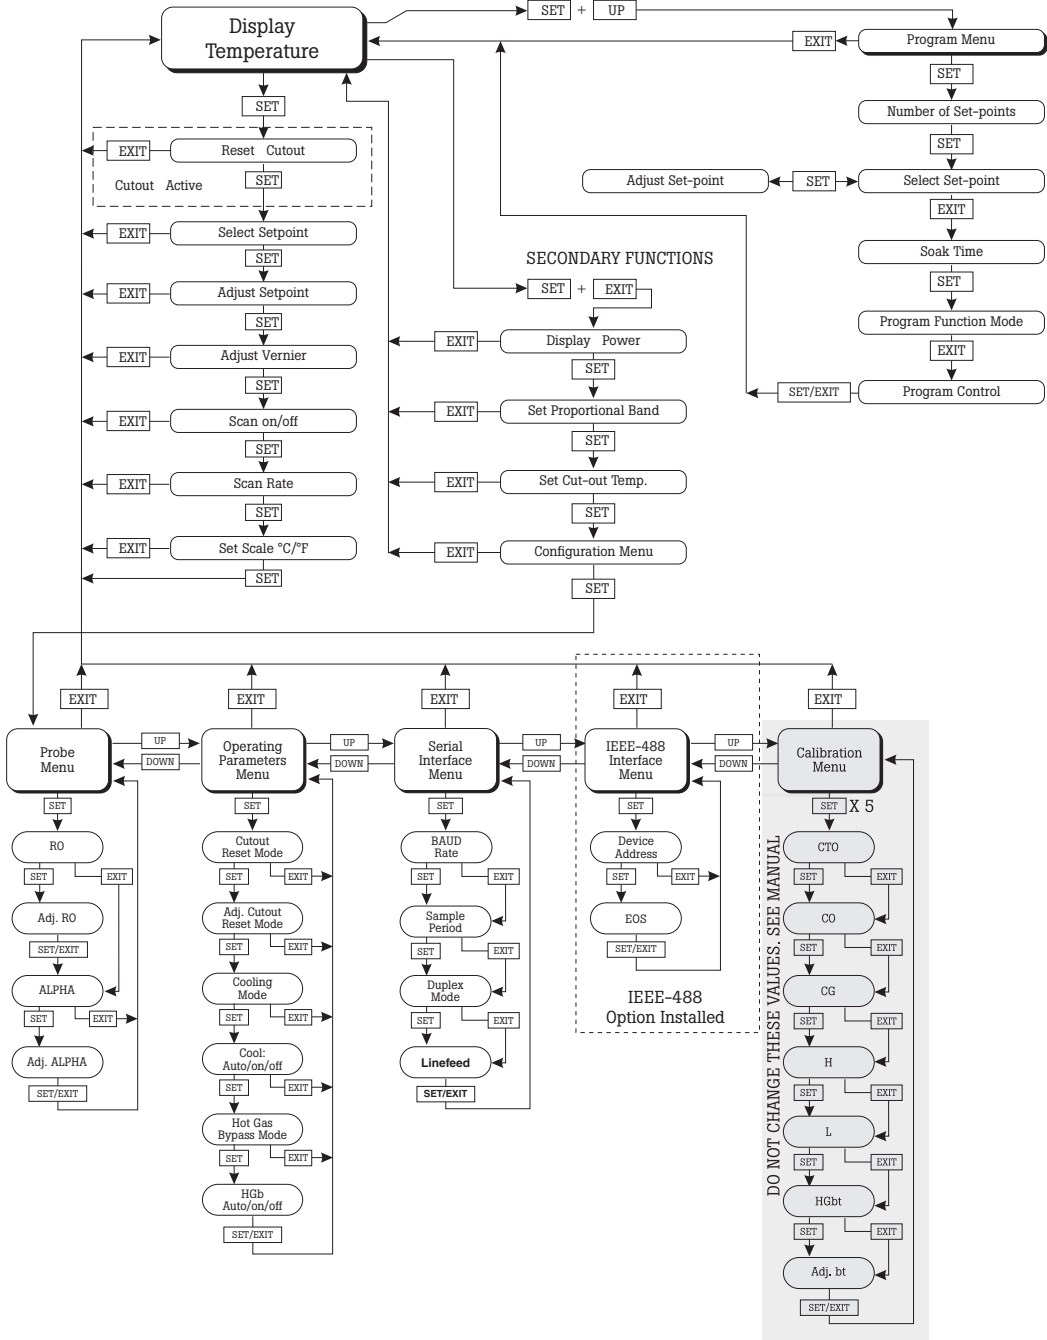 Display
Temperature
SET + UP
EXIT
Program Menu
SET
Number of Set-points
SET
Adjust Set-point
SET
Select Set-point
EXIT
Soak Time
SET
Program Function Mode
EXIT
SET/EXIT
Program Control
SET
EXIT
Reset Cutout
Cutout Active
SET
EXIT
Select Setpoint
SET
EXIT
Adjust Setpoint
SET
EXIT
Adjust Vernier
SET
EXIT
Scan on/off
SET
EXIT
Scan Rate
SET
EXIT
Set Scale °C/°F
SET
SECONDARY FUNCTIONS
SET + EXIT
EXIT
Display Power
SET
EXIT
Set Proportional Band
SET
EXIT
Set Cut-out Temp.
SET
EXIT
Configuration Menu
SET
EXIT
Probe
Menu
UP
DOWN
SET
RO
SET
EXIT
Adj. RO
SET/EXIT
ALPHA
SET
EXIT
Adj. ALPHA
SET/EXIT
EXIT
Operating
Parameters
Menu
UP
DOWN
SET
Cutout
Reset Mode
SET
EXIT
Adj. Cutout
Reset Mode
SET
EXIT
Cooling
Mode
SET
EXIT
Cool:
Auto/on/off
SET
EXIT
Hot Gas
Bypass Mode
SET
EXIT
HGb
Auto/on/off
SET/EXIT
EXIT
Serial
Interface
Menu
UP
DOWN
SET
BAUD
Rate
SET
EXIT
Sample
Period
SET
EXIT
Duplex
Mode
SET
EXIT
Linefeed
SET/EXIT
EXIT
IEEE-488
Interface
Menu
UP
DOWN
SET
Device
Address
SET
EXIT
EOS
SET/EXIT
IEEE-488
Option Installed
EXIT
Calibration
Menu
SET X 5
DO NOT CHANGE THESE VALUES. SEE MANUAL
CTO
SET
EXIT
CO
SET
EXIT
CG
SET
EXIT
H
SET
EXIT
L
SET
EXIT
HGbt
SET
EXIT
Adj. bt
SET/EXIT